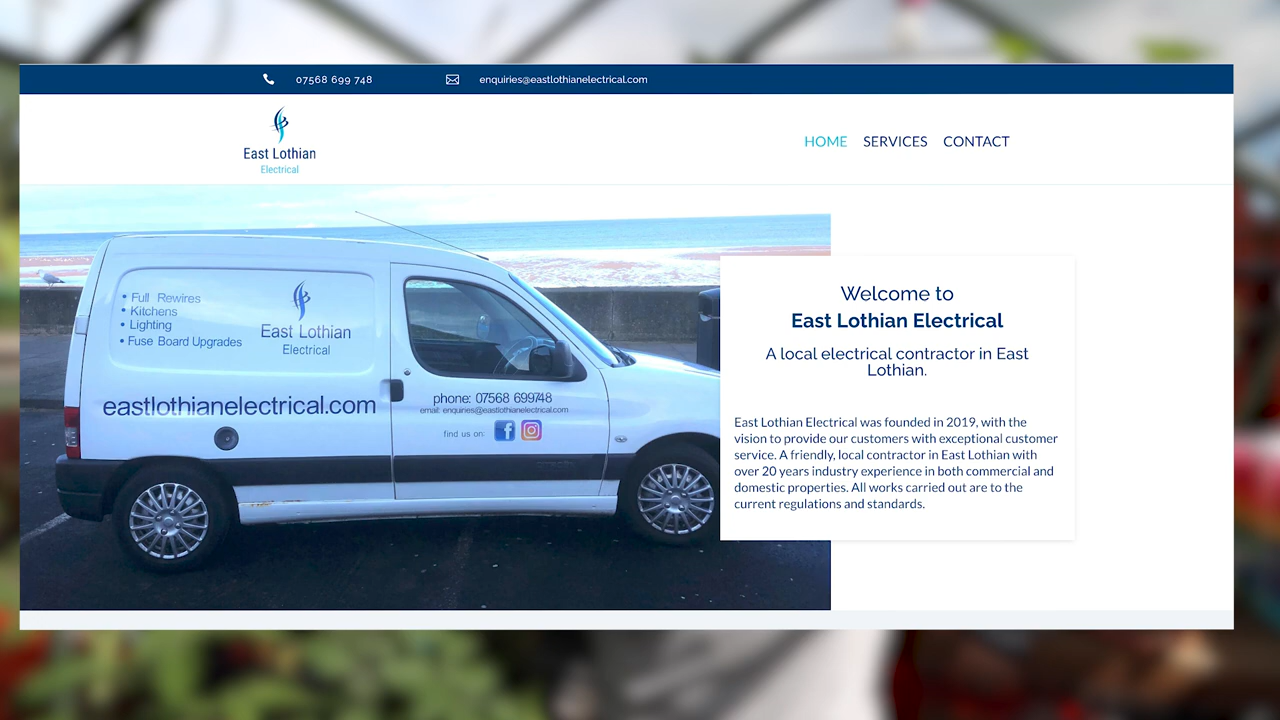 07568 699 748
enquiries@eastlothianelectrical.com
East Lothian
Electrical
HOME SERVICES CONTACT
• Full Rewires
• Kitchens
• Lighting
• Fuse Board Upgrades
East Lothian
Electrical
eastlothianelectrical.com
phone: 07568 699748
email: enquiries@eastlothianelectrical.com
find us on:
Welcome to
East Lothian Electrical
A local electrical contractor in East
Lothian.
East Lothian Electrical was founded in 2019, with the
vision to provide our customers with exceptional customer
service. A friendly, local contractor in East Lothian with
over 20 years industry experience in both commercial and
domestic properties. All works carried out are to the
current regulations and standards.